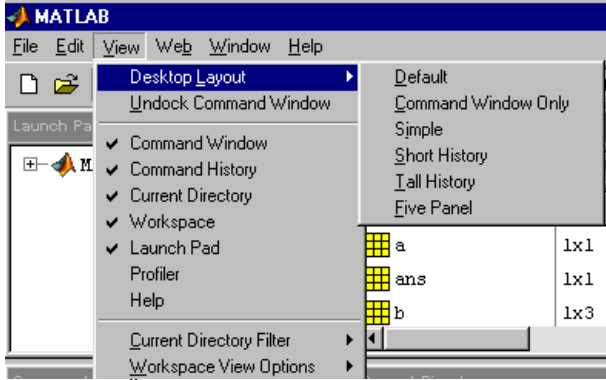 MATLAB
File Edit View Web Window Help
Desktop Layout
Undock Command Window
Command Window
Command History
Current Directory
Workspace
Launch Pad
Profiler
Help
Current Directory Filter
Workspace View Options
Default
Command Window Only
Simple
Short History
Tall History
Five Panel
Launch Pa
M
a 1x1
ans 1x1
b 1x3